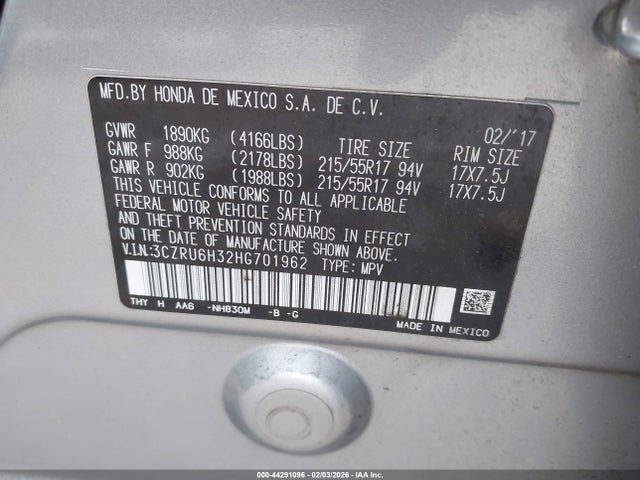 MFD.BY HONDA DE MEXICO S.A. DE C.V.
02/'17
GVWR 1890KG (4166LBS) TIRE SIZE RIM SIZE
GAWR F 988KG (2178LBS) 215/55R17 94V 17X7.5J
GAWR R 902KG (1988LBS) 215/55R17 94V 17X7.5J
THIS VEHICLE CONFORMS TO ALL APPLICABLE
FEDERAL MOTOR VEHICLE SAFETY
AND THEFT PREVENTION STANDARDS IN EFFECT
ON THE DATE OF MANUFACTURE SHOWN ABOVE.
V.I.N:3CZRU6H32HG701962 TYPE: MPV
THY H AA6 -NH830M -B -G
MADE IN MEXICO
000-44291096 - 02/03/2026 - IAA Inc.